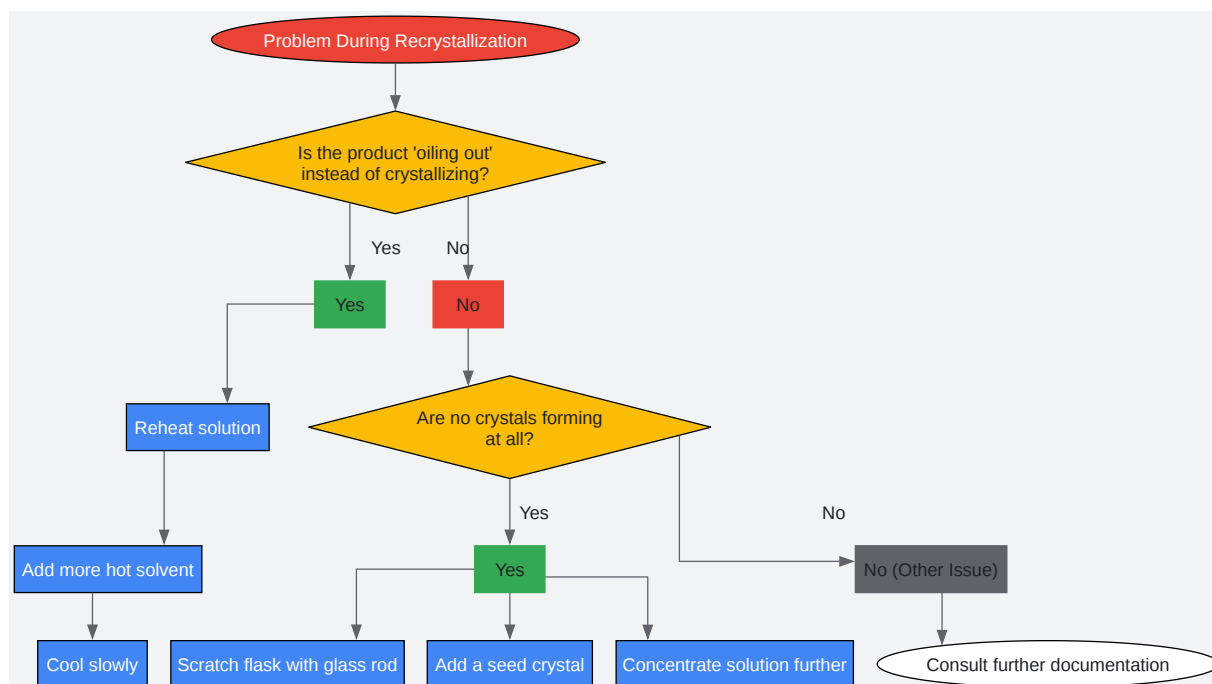 Problem During Recrystallization
Is the product 'oiling out'
instead of crystallizing?
Yes
No
Yes
No
Reheat solution
Are no crystals forming
at all?
Yes
No
Add more hot solvent
Yes
No (Other Issue)
Cool slowly
Scratch flask with glass rod
Add a seed crystal
Concentrate solution further
Consult further documentation